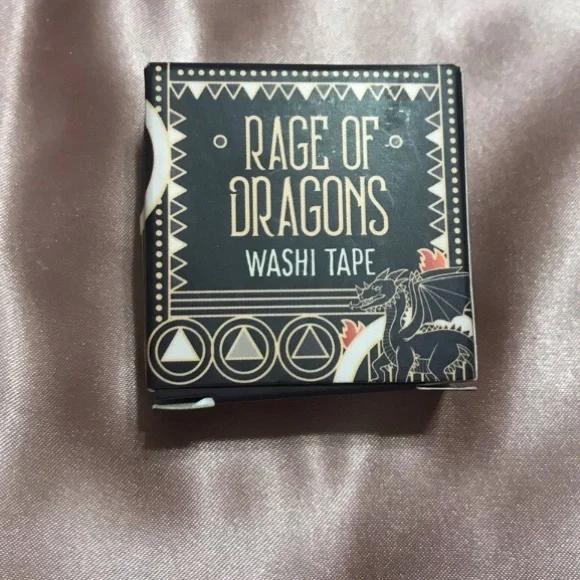 RAGE OF
DRAGONS
WASHI TAPE